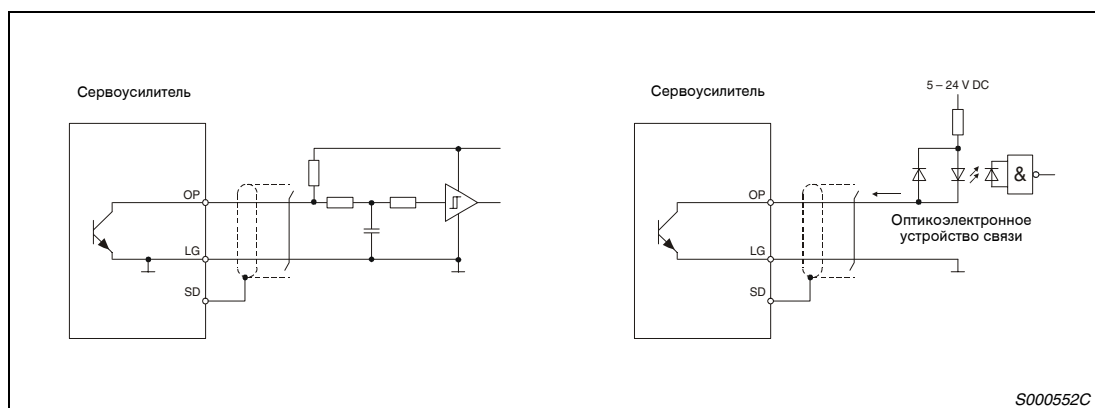 Сервоусилитель
OP
LG
SD
Сервоусилитель
5 – 24 V DC
&
OP
Оптикоэлектронное
устройство связи
LG
SD
S000552C